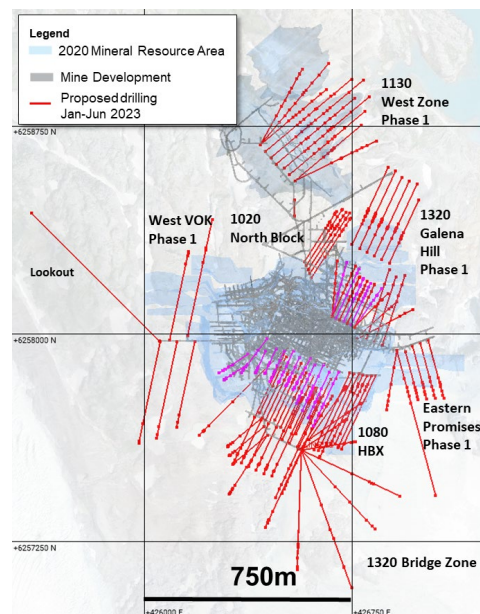 Legend
2020 Mineral Resource Area
Mine Development
Proposed drilling
Jan-Jun 2023
1130
West Zone
Phase 1
+6258750 N
West VOK
Phase 1
1020
North Block
1320
Galena
Hill
Phase 1
Lookout
+6258000 N
Eastern
Promises
Phase 1
1080
HBX
+6257250 N
1320 Bridge Zone
750m
+426000 E
+426750 E